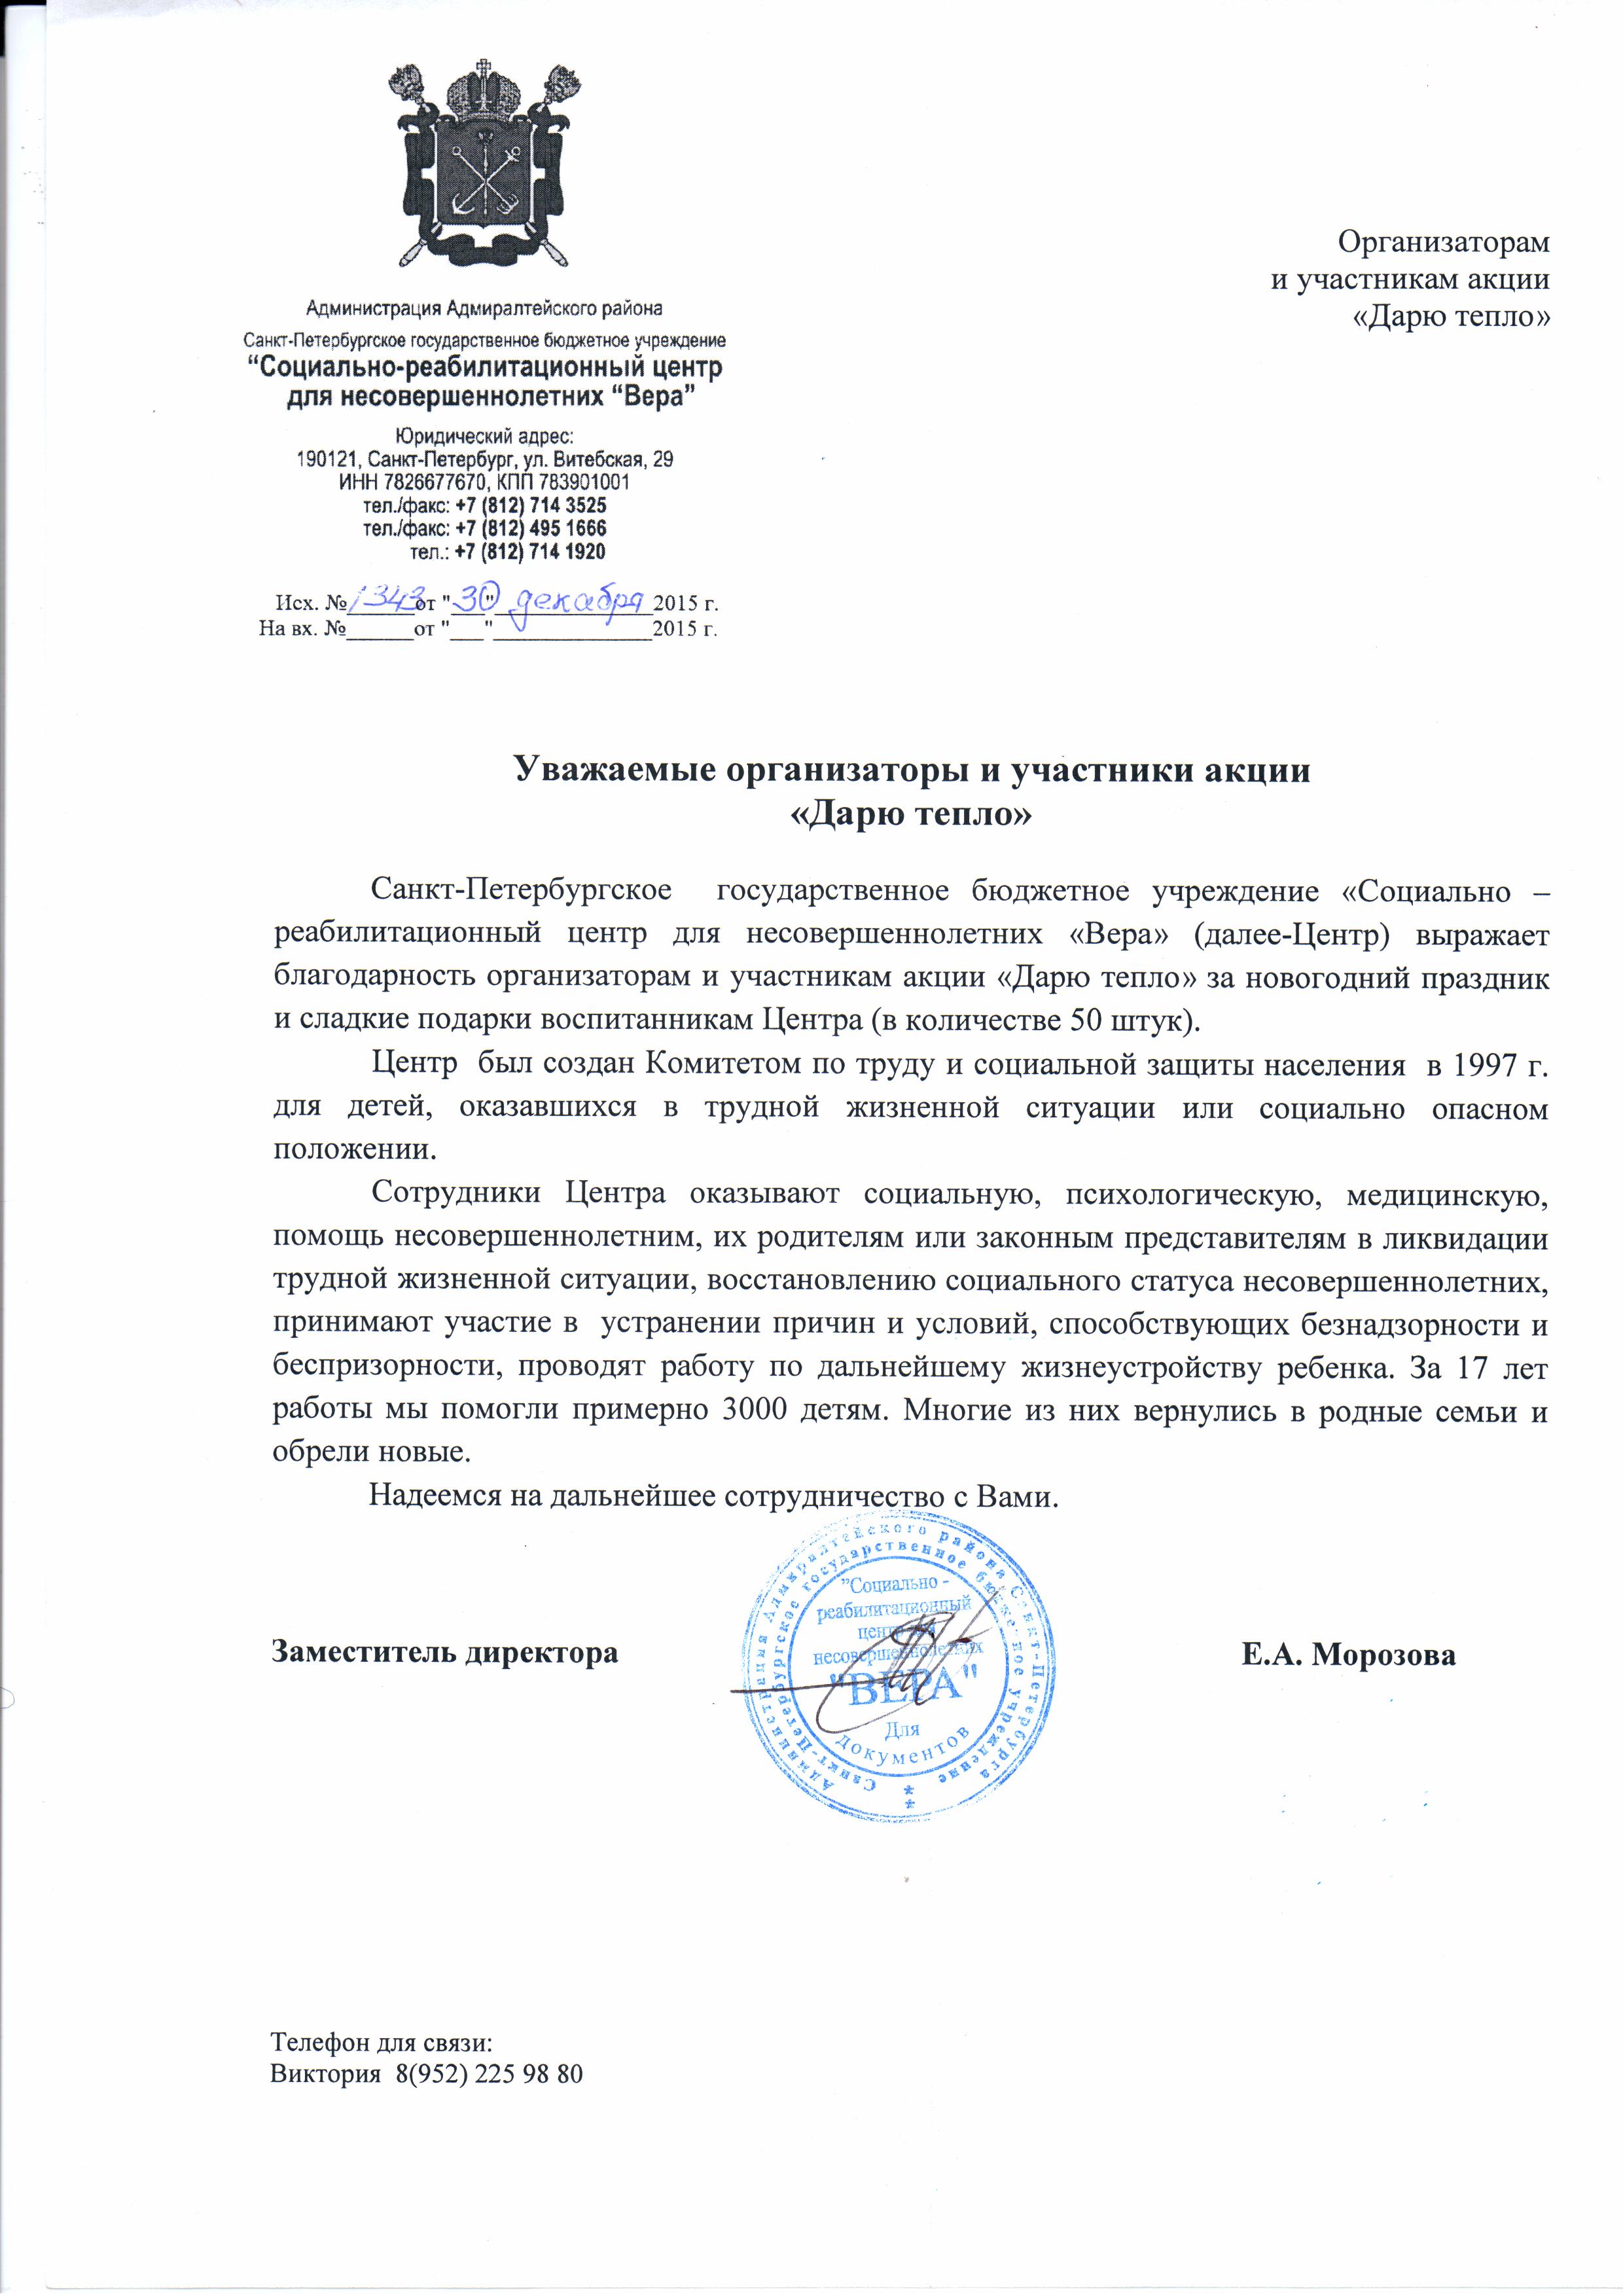 Организаторам
и участникам акции
«Дарю тепло»
Администрация Адмиралтейского района
Санкт-Петербургское государственное бюджетное учреждение
“Социально-реабилитационный центр
для несовершеннолетних “Вера”
Юридический адрес:
190121, Санкт-Петербург, ул. Витебская, 29
ИНН 7826677670, КПП 783901001
тел./факс: +7 (812) 714 3525
тел./факс: +7 (812) 495 1666
тел.: +7 (812) 714 1920
Исх. № 1343 от "30" декабря 2015 г.
На вх. №______от "___"______________2015 г.
Уважаемые организаторы и участники акции
«Дарю тепло»
Санкт-Петербургское государственное бюджетное учреждение «Социально –
реабилитационный центр для несовершеннолетних «Вера» (далее-Центр) выражает
благодарность организаторам и участникам акции «Дарю тепло» за новогодний праздник
и сладкие подарки воспитанникам Центра (в количестве 50 штук).
Центр был создан Комитетом по труду и социальной защиты населения в 1997 г.
для детей, оказавшихся в трудной жизненной ситуации или социально опасном
положении.
Сотрудники Центра оказывают социальную, психологическую, медицинскую,
помощь несовершеннолетним, их родителям или законным представителям в ликвидации
трудной жизненной ситуации, восстановлению социального статуса несовершеннолетних,
принимают участие в устранении причин и условий, способствующих безнадзорности и
беспризорности, проводят работу по дальнейшему жизнеустройству ребенка. За 17 лет
работы мы помогли примерно 3000 детям. Многие из них вернулись в родные семьи и
обрели новые.
Надеемся на дальнейшее сотрудничество с Вами.
Администрация Адмиралтейского района Санкт-Петербурга
Санкт-Петербургское государственное бюджетное учреждение
"Социально -
реабилитационный
центр для
несовершеннолетних
"ВЕРА"
Для
документов
Заместитель директора
Е.А. Морозова
Телефон для связи:
Виктория 8(952) 225 98 80